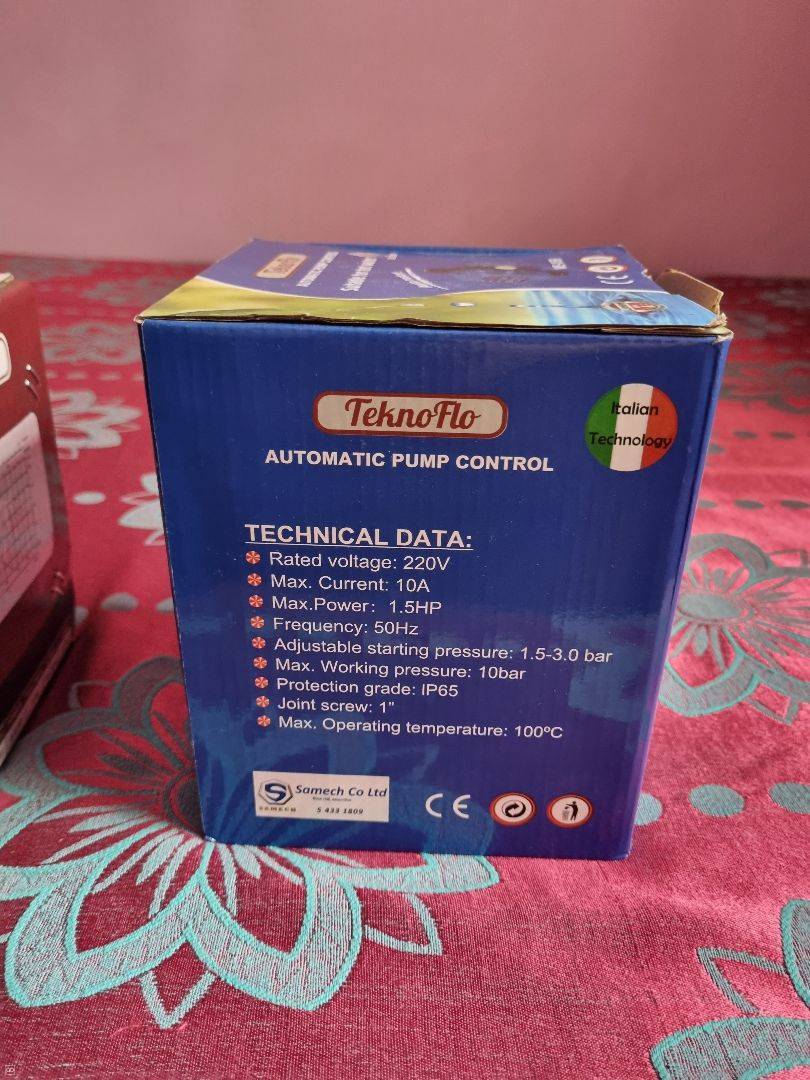 TeknoFlo
Italian
Technology
AUTOMATIC PUMP CONTROL
TECHNICAL DATA:
Rated voltage: 220V
Max. Current: 10A
Max.Power: 1.5HP
Frequency: 50Hz
Adjustable starting pressure: 1.5-3.0 bar
Max. Working pressure: 10bar
Protection grade: IP65
Joint screw: 1"
Max. Operating temperature: 100°C
Samech Co Ltd
SAMECH
5 433 1809
CE